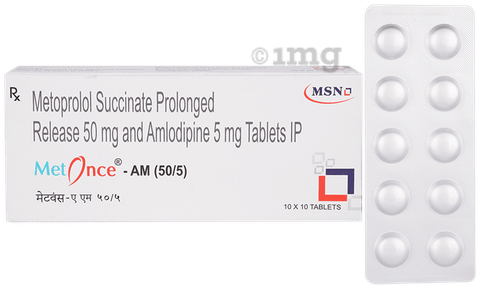 ©1mg
Rx
MSN
Metoprolol Succinate Prolonged
Release 50 mg and Amlodipine 5 mg Tablets IP
MetOnce® - AM (50/5)
मेटवंस-ए एम ५०/५
10 X 10 TABLETS